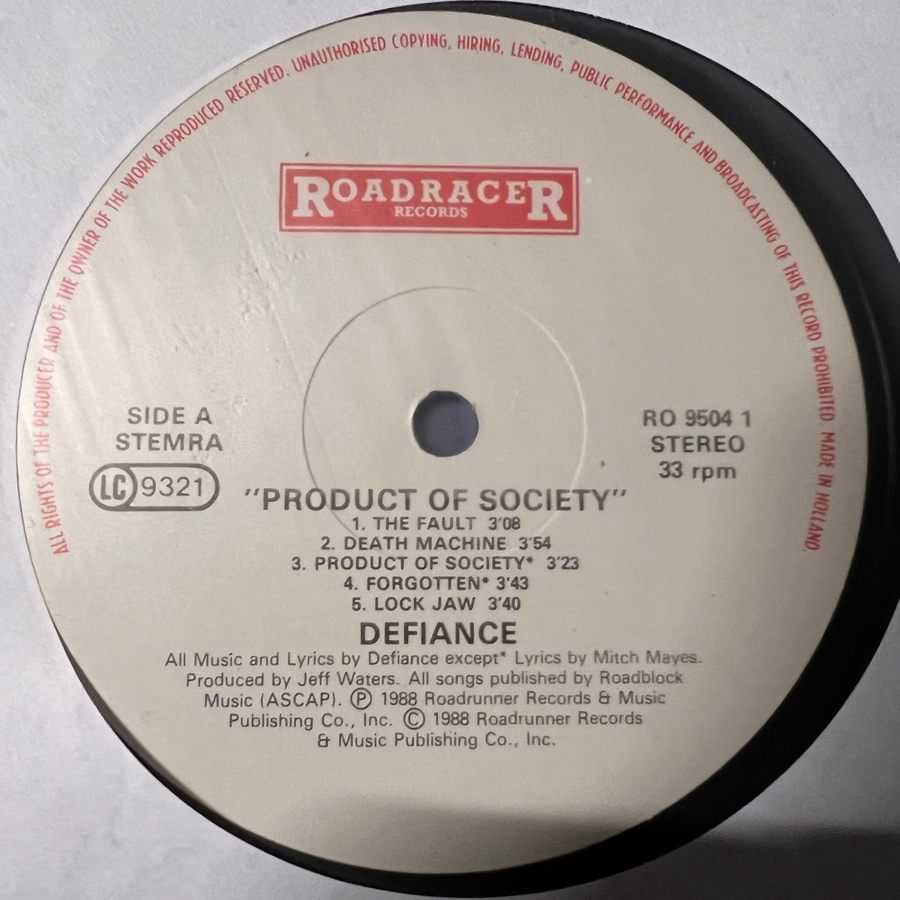 ALL RIGHTS OF THE PRODUCER AND OF THE OWNER OF THE WORK REPRODUCED RESERVED. UNAUTHORISED COPYING, HIRING, LENDING, PUBLIC PERFORMANCE AND BROADCASTING OF THIS RECORD PROHIBITED. MADE IN HOLLAND.
ROADRACER
RECORDS
SIDE A
STEMRA
LC 9321
RO 9504 1
STEREO
33 rpm
"PRODUCT OF SOCIETY"
1. THE FAULT 3'08
2. DEATH MACHINE 3'54
3. PRODUCT OF SOCIETY* 3'23
4. FORGOTTEN* 3'43
5. LOCK JAW 3'40
DEFIANCE
All Music and Lyrics by Defiance except* Lyrics by Mitch Mayes.
Produced by Jeff Waters. All songs published by Roadblock
Music (ASCAP). ℗ 1988 Roadrunner Records & Music
Publishing Co., Inc. © 1988 Roadrunner Records
& Music Publishing Co., Inc.